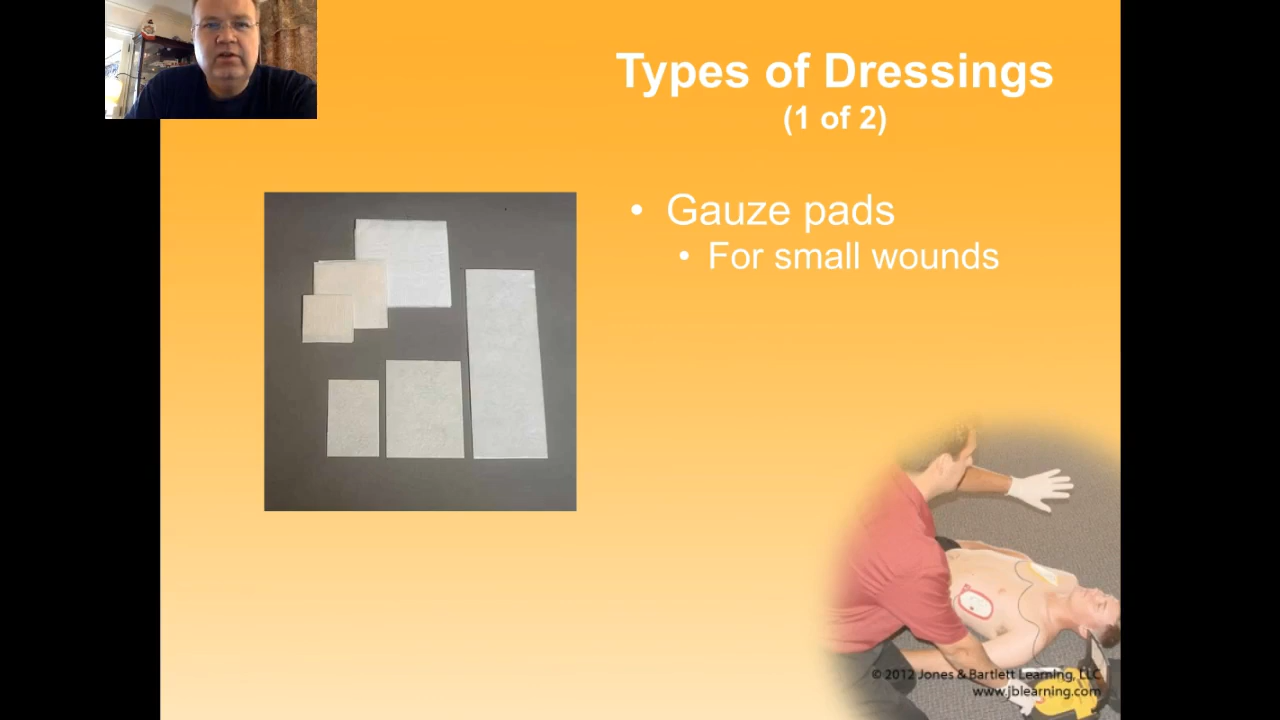 Types of Dressings
(1 of 2)
• Gauze pads
• For small wounds
© 2012 Jones & Bartlett Learning, LLC
www.jblearning.com